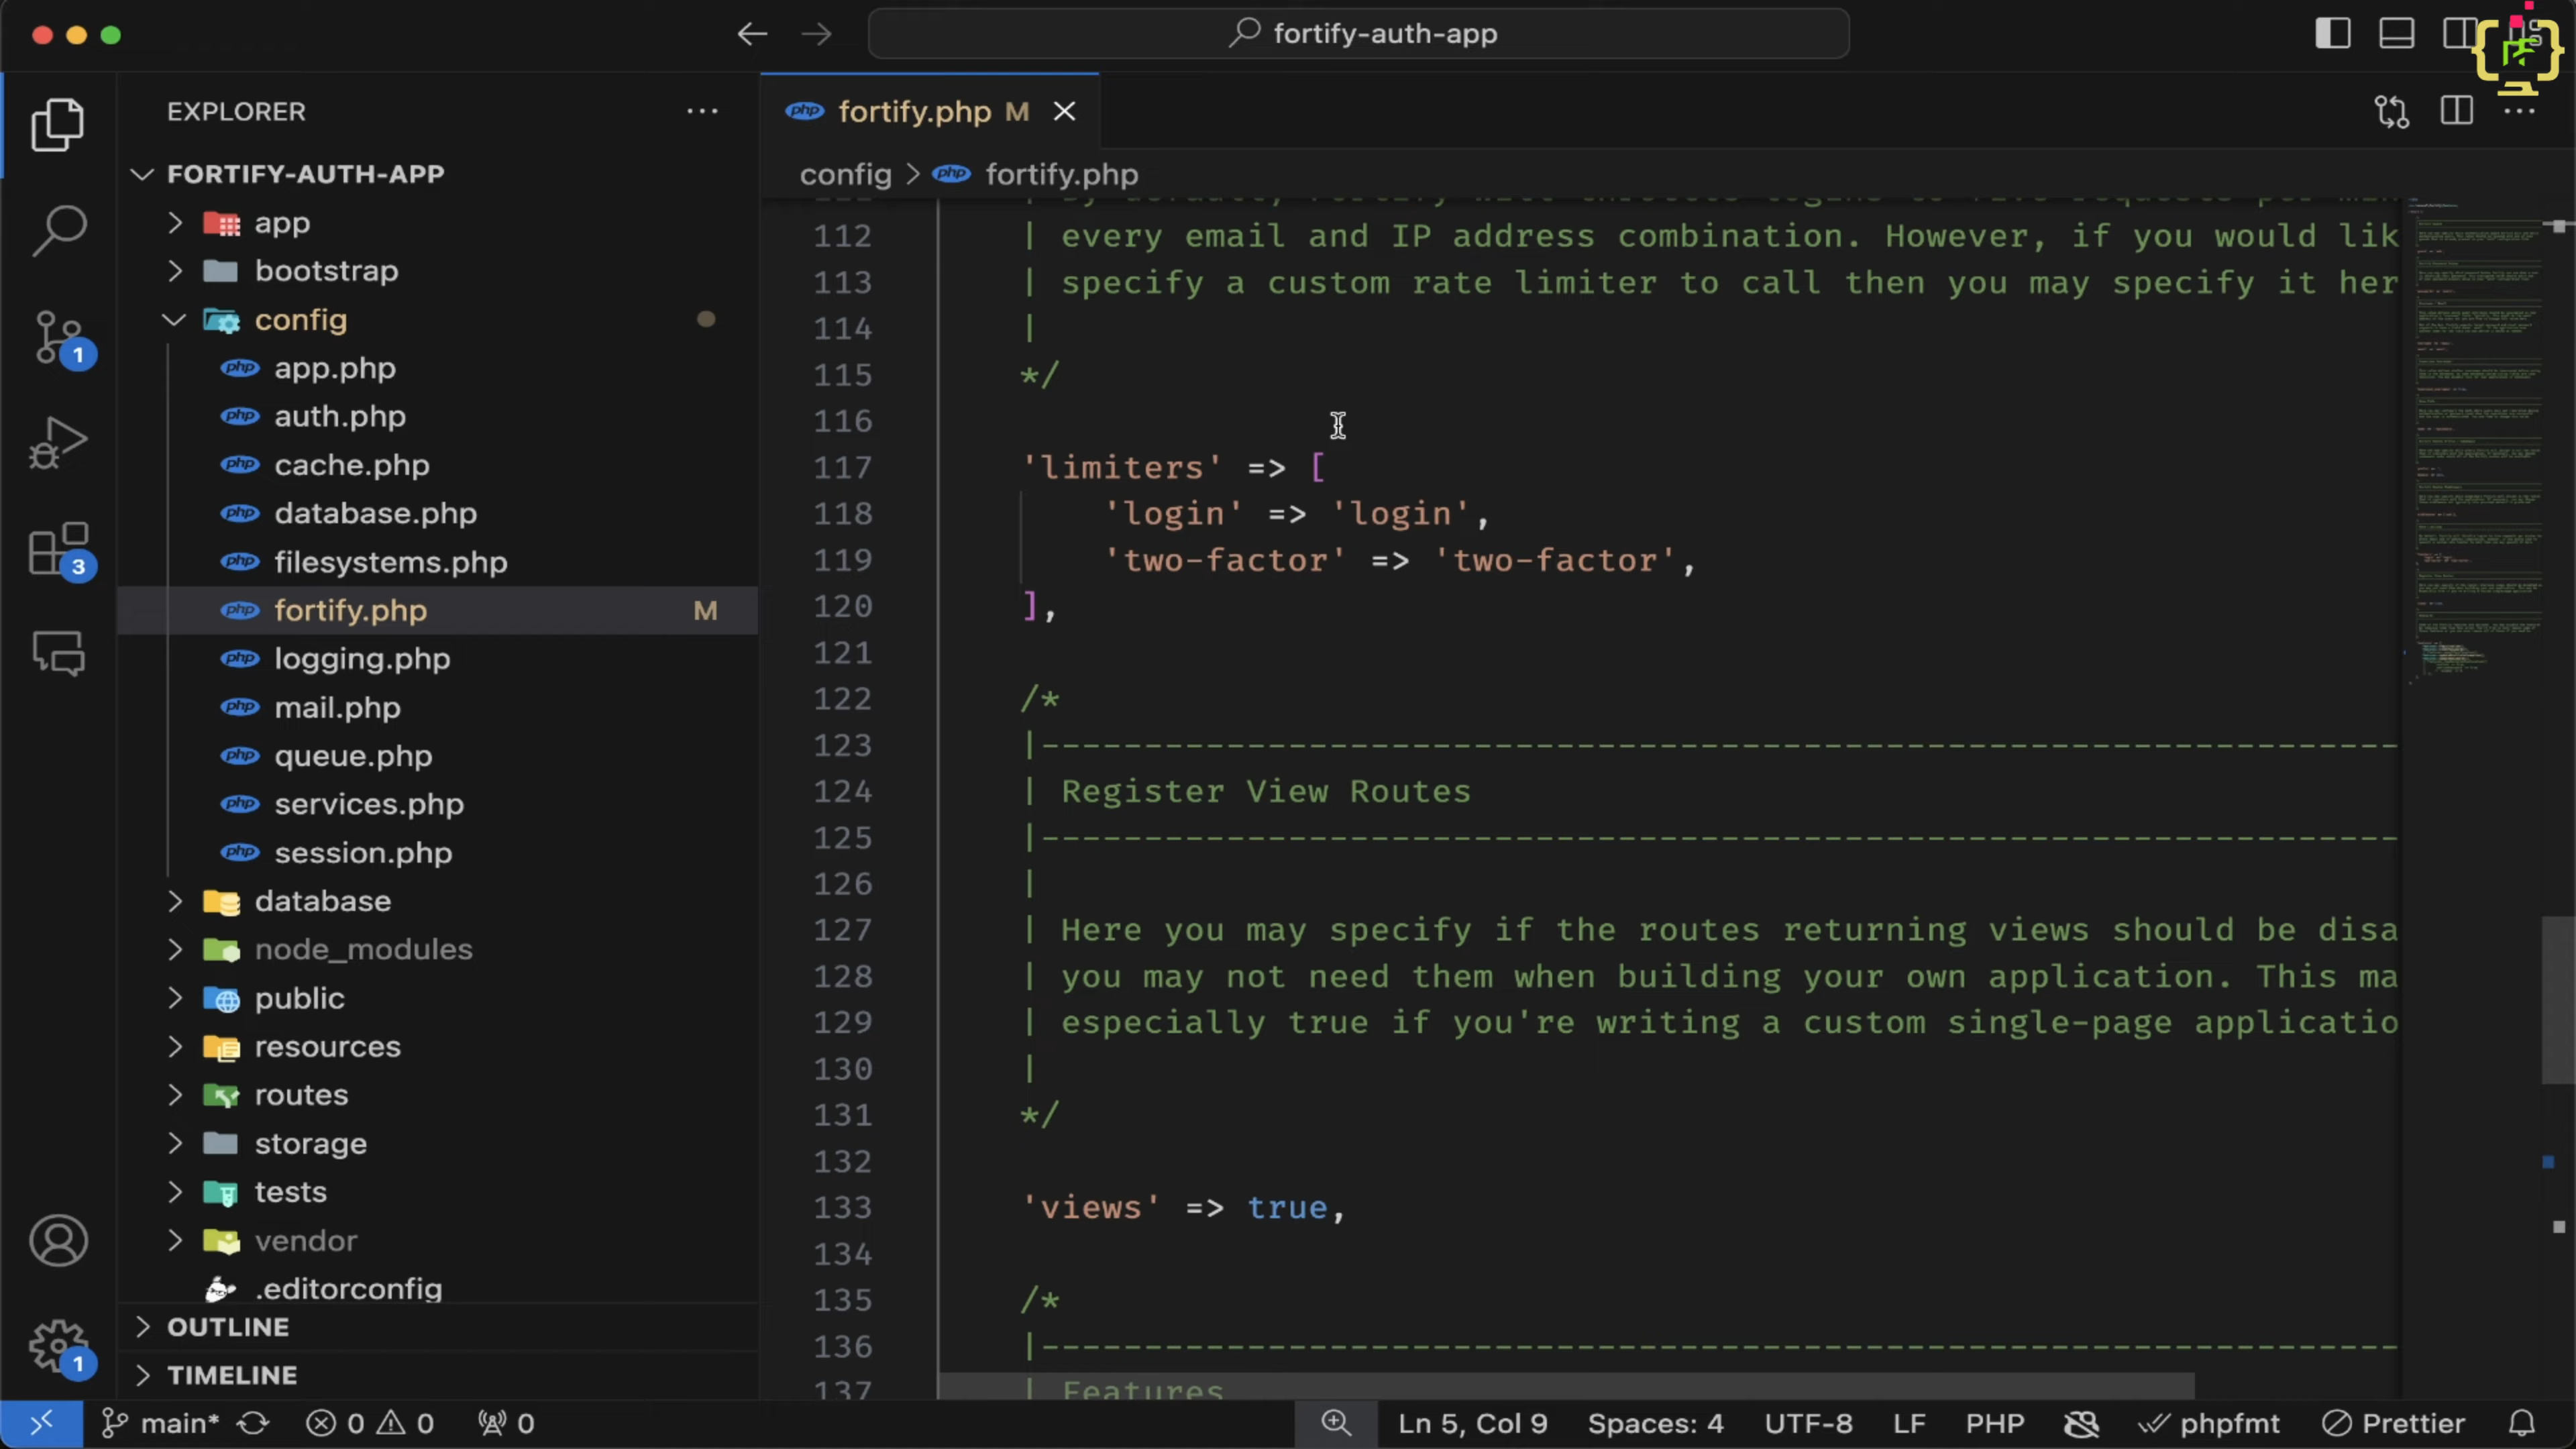 fortify-auth-app
EXPLORER
FORTIFY-AUTH-APP
app
bootstrap
config
app.php
auth.php
cache.php
database.php
filesystems.php
fortify.php M
logging.php
mail.php
queue.php
services.php
session.php
database
node_modules
public
resources
routes
storage
tests
vendor
.editorconfig
OUTLINE
TIMELINE
1
3
1
php fortify.php M
config > php fortify.php
112 | every email and IP address combination. However, if you would lik
113 | specify a custom rate limiter to call then you may specify it her
114 |
115 */
116
117 'limiters' => [
118 'login' => 'login',
119 'two-factor' => 'two-factor',
120 ],
121
122 /*
123 |------------------------------------------------------------------
124 | Register View Routes
125 |------------------------------------------------------------------
126 |
127 | Here you may specify if the routes returning views should be disa
128 | you may not need them when building your own application. This ma
129 | especially true if you're writing a custom single-page applicatio
130 |
131 */
132
133 'views' => true,
134
135 /*
136 |------------------------------------------------------------------
137 | Features
main* 0 0 0 Ln 5, Col 9 Spaces: 4 UTF-8 LF PHP phpfmt Prettier